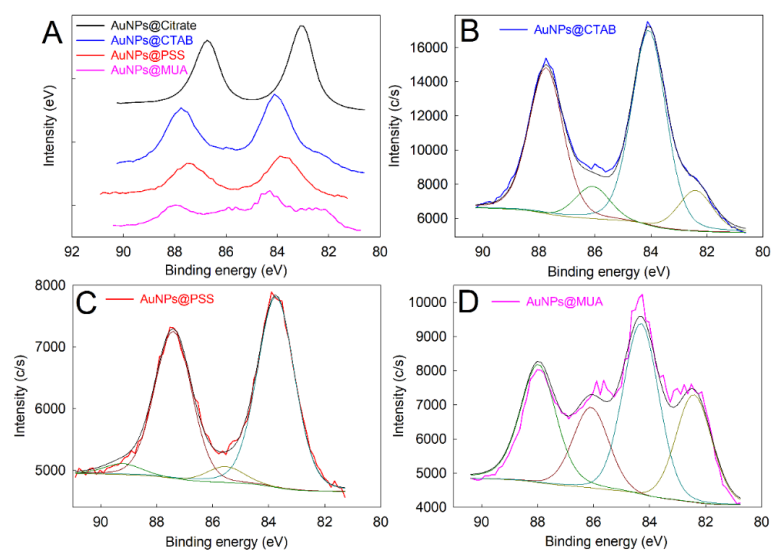 A
AuNPs@Citrate
AuNPs@CTAB
AuNPs@PSS
AuNPs@MUA
Intensity (eV)
92 90 88 86 84 82 80
Binding energy (eV)
B
AuNPs@CTAB
Intensity (c/s)
16000
14000
12000
10000
8000
6000
90 88 86 84 82 80
Binding energy (eV)
C
AuNPs@PSS
Intensity (c/s)
8000
7000
6000
5000
90 88 86 84 82 80
Binding energy (eV)
D
AuNPs@MUA
Intensity (c/s)
10000
9000
8000
7000
6000
5000
4000
90 88 86 84 82 80
Binding energy (eV)